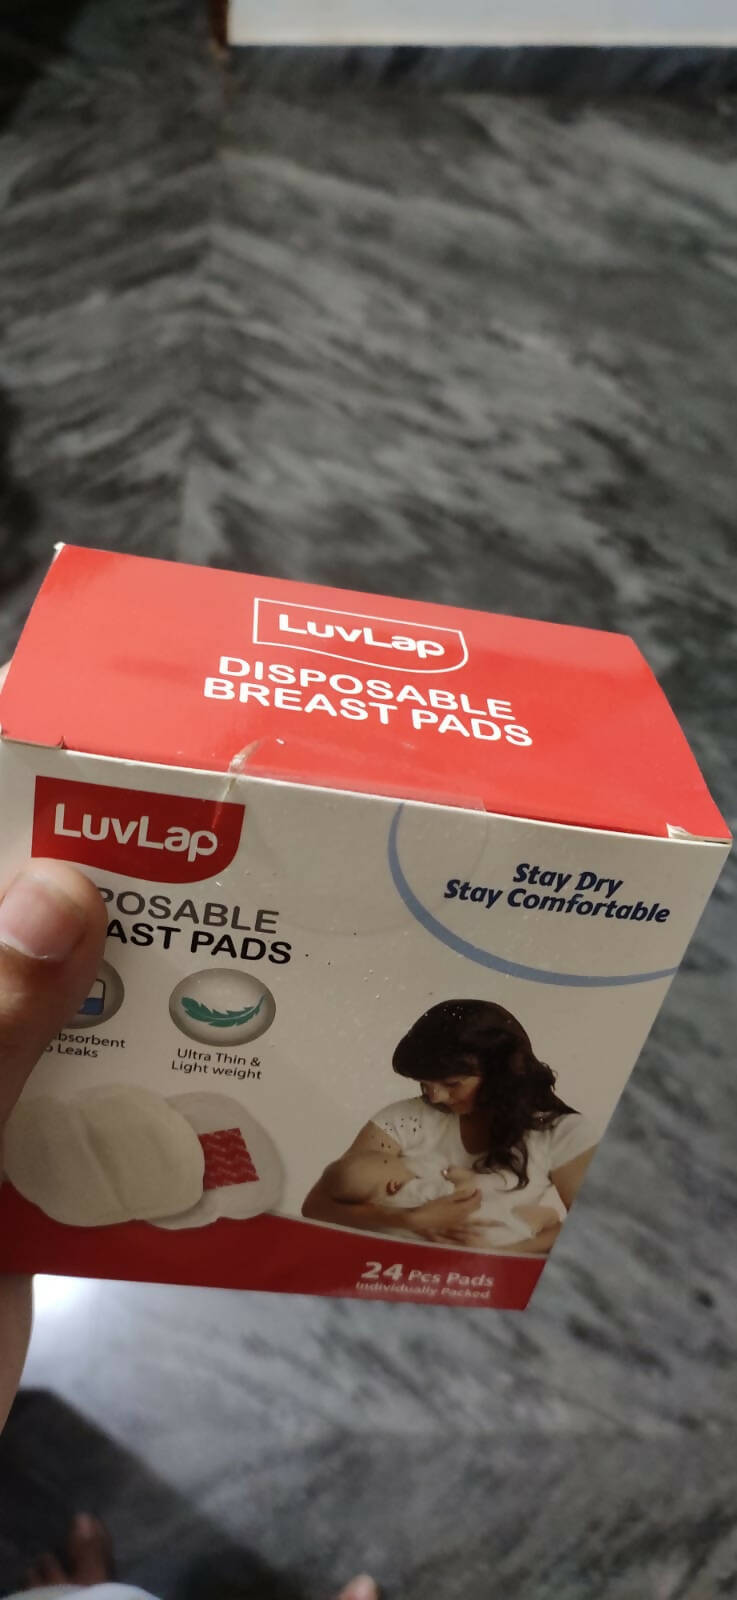 LuvLap
DISPOSABLE
BREAST PADS
LuvLap
POSABLE
AST PADS
Stay Dry
Stay Comfortable
bsorbent
Leaks
Ultra Thin &
Light weight
24 Pcs Pads
Individually Packed